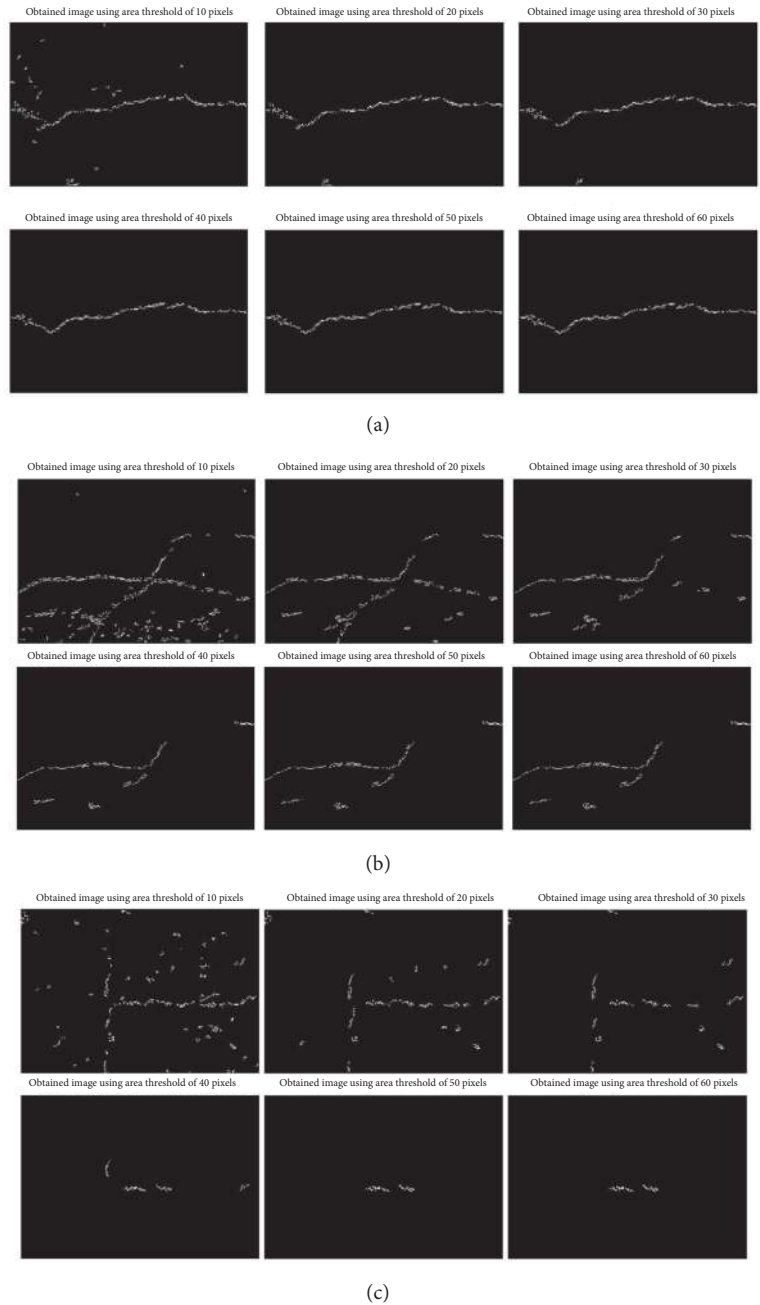 Obtained image using area threshold of 10 pixels
Obtained image using area threshold of 20 pixels
Obtained image using area threshold of 30 pixels
Obtained image using area threshold of 40 pixels
Obtained image using area threshold of 50 pixels
Obtained image using area threshold of 60 pixels
(a)
Obtained image using area threshold of 10 pixels
Obtained image using area threshold of 20 pixels
Obtained image using area threshold of 30 pixels
Obtained image using area threshold of 40 pixels
Obtained image using area threshold of 50 pixels
Obtained image using area threshold of 60 pixels
(b)
Obtained image using area threshold of 10 pixels
Obtained image using area threshold of 20 pixels
Obtained image using area threshold of 30 pixels
Obtained image using area threshold of 40 pixels
Obtained image using area threshold of 50 pixels
Obtained image using area threshold of 60 pixels
(c)